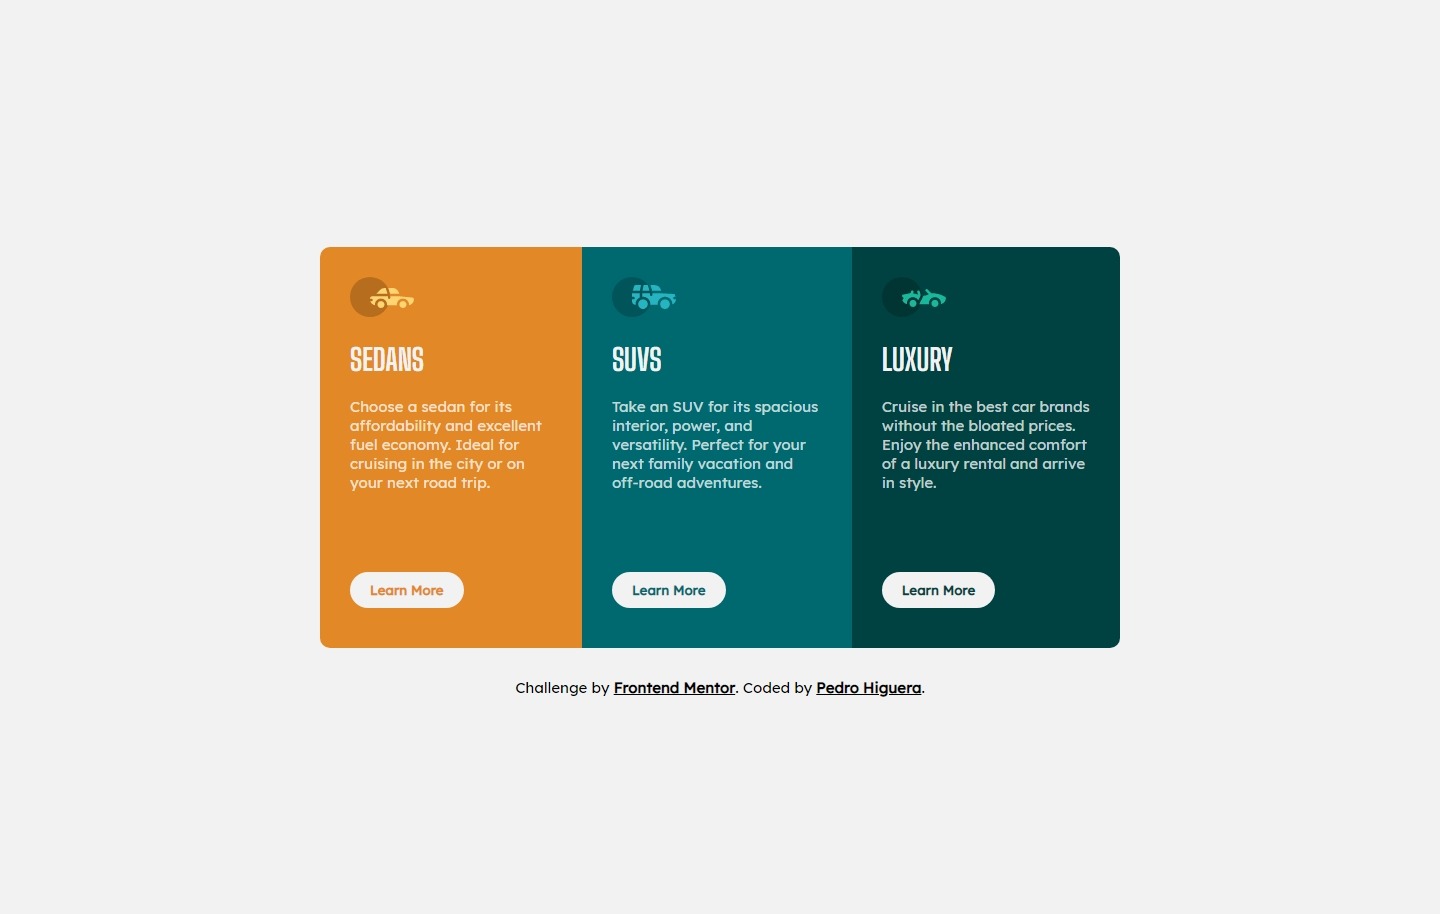 SEDANS
Choose a sedan for its
affordability and excellent
fuel economy. Ideal for
cruising in the city or on
your next road trip.
Learn More
SUVS
Take an SUV for its spacious
interior, power, and
versatility. Perfect for your
next family vacation and
off-road adventures.
Learn More
LUXURY
Cruise in the best car brands
without the bloated prices.
Enjoy the enhanced comfort
of a luxury rental and arrive
in style.
Learn More
Challenge by Frontend Mentor. Coded by Pedro Higuera.